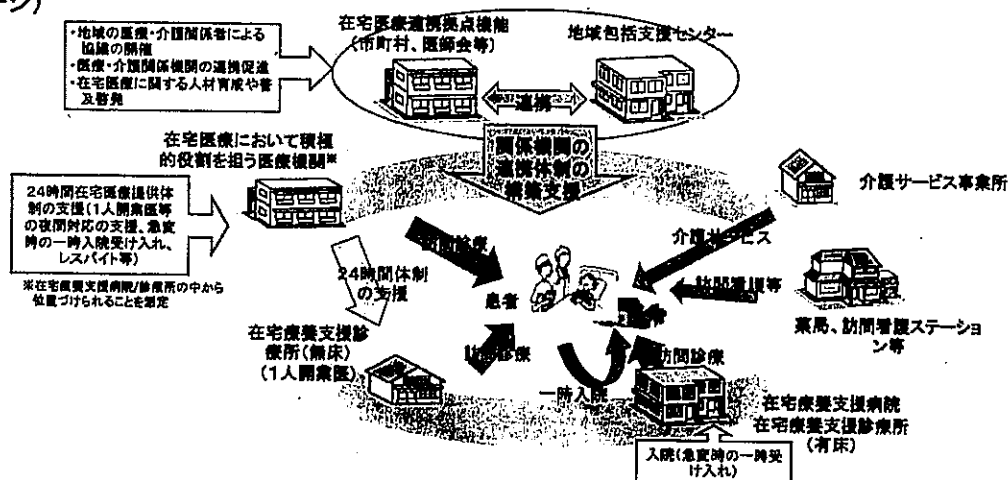 ージ)
・地域の医療・介護関係者による
協議の開催
・医療・介護関係機関の連携促進
・在宅医療に関する人材育成や普
及啓発
在宅医療連携拠点機能
(市町村、医師会等)
地域包括支援センター
連携
関係機関の
連携体制の
構築支援
在宅医療において積極
的役割を担う医療機関※
24時間在宅医療提供体
制の支援(1人開業医等
の夜間対応の支援、急変
時の一時入院受け入れ、
レスパイト等)
※在宅療養支援病院/診療所の中から
位置づけられることを想定
介護サービス事業所
訪問診療
介護サービス
24時間体制
の支援
患者
訪問看護等
薬局、訪問看護ステーショ
ン等
在宅療養支援診
療所(無床)
(1人開業医)
訪問診療
一時入院
訪問診療
在宅療養支援病院
在宅療養支援診療所
(有床)
入院(急変時の一時受
け入れ)